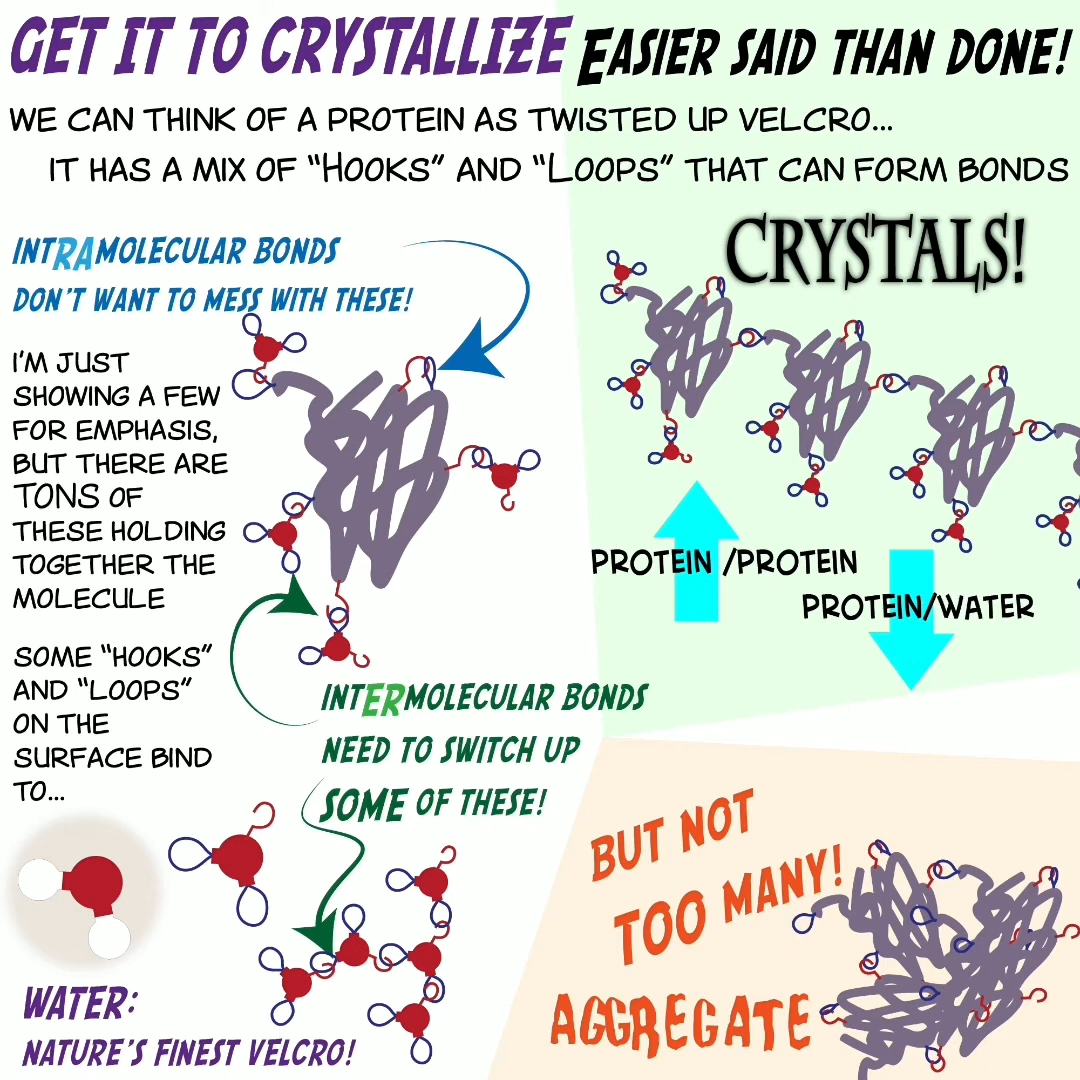 GET IT TO CRYSTALLIZE EASIER SAID THAN DONE!
WE CAN THINK OF A PROTEIN AS TWISTED UP VELCRO...
IT HAS A MIX OF "HOOKS" AND "LOOPS" THAT CAN FORM BONDS
INTRAMOLECULAR BONDS
DON'T WANT TO MESS WITH THESE!
I'M JUST
SHOWING A FEW
FOR EMPHASIS,
BUT THERE ARE
TONS OF
THESE HOLDING
TOGETHER THE
MOLECULE
SOME "HOOKS"
AND "LOOPS"
ON THE
SURFACE BIND
TO...
INTERMOLECULAR BONDS
NEED TO SWITCH UP
SOME OF THESE!
WATER:
NATURE'S FINEST VELCRO!
CRYSTALS!
PROTEIN /PROTEIN
PROTEIN/WATER
BUT NOT
TOO MANY!
AGGREGATE